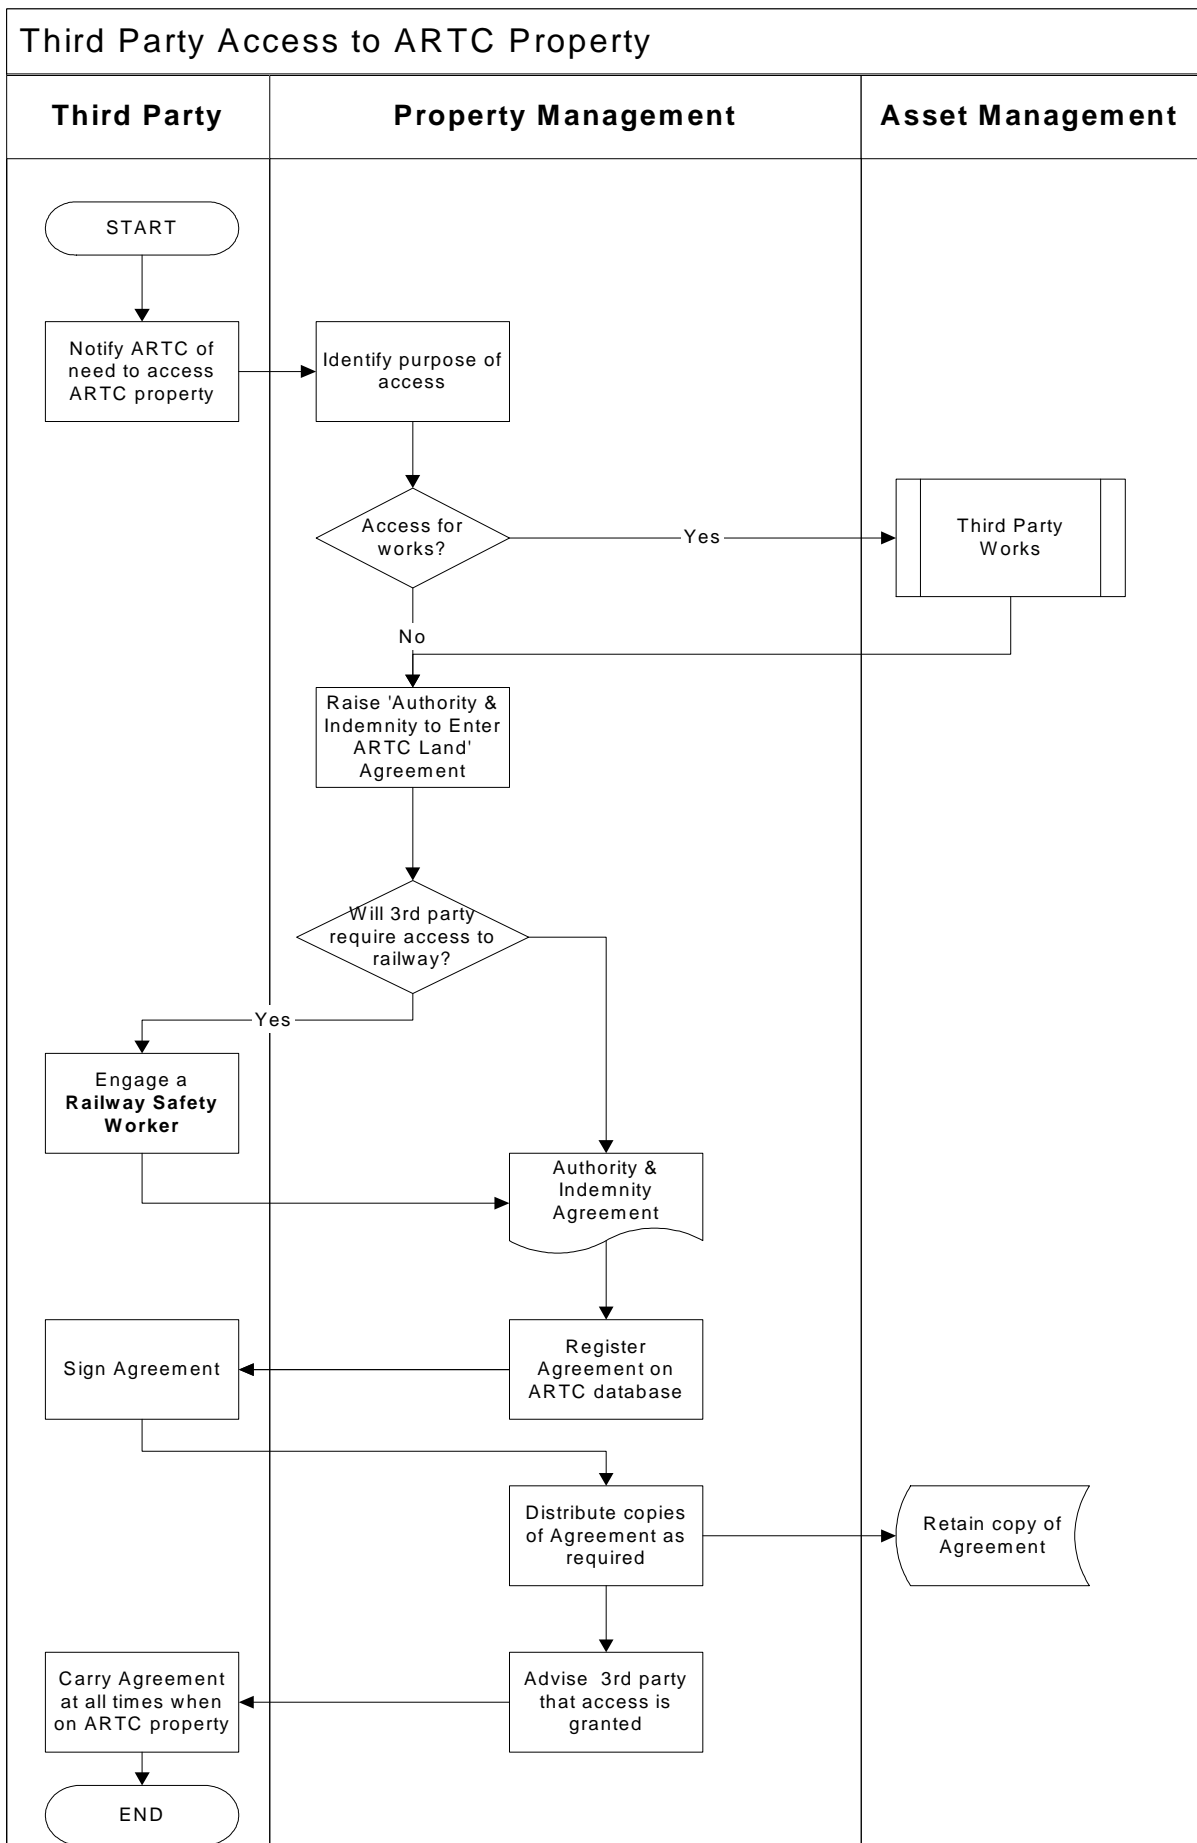 Third Party Access to ARTC Property
Third Party
Property Management
Asset Management
START
Notify ARTC of
need to access
ARTC property
Identify purpose of
access
Access for
works?
Yes
Third Party
Works
No
Raise 'Authority &
Indemnity to Enter
ARTC Land'
Agreement
Will 3rd party
require access to
railway?
Yes
Engage a
Railway Safety
Worker
Authority &
Indemnity
Agreement
Register
Agreement on
ARTC database
Sign Agreement
Distribute copies
of Agreement as
required
Retain copy of
Agreement
Advise 3rd party
that access is
granted
Carry Agreement
at all times when
on ARTC property
END